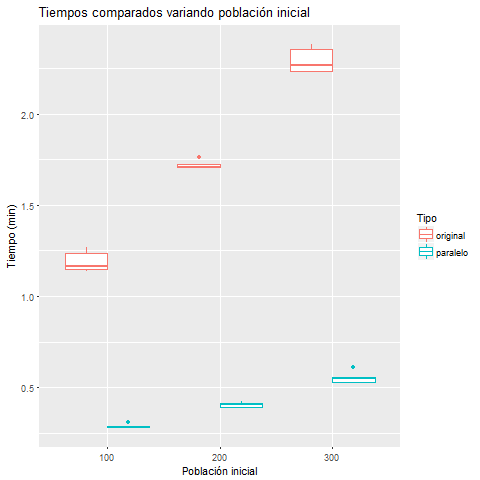 Tiempos comparados variando población inicial
Tiempo (min)
2.0
1.5
1.0
0.5
100
200
300
Población inicial
Tipo
original
paralelo